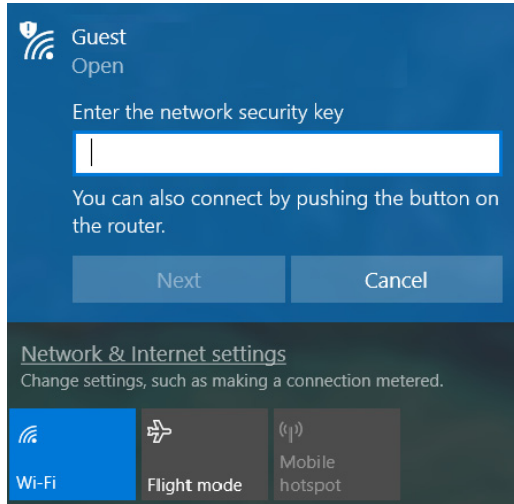 Guest
Open
Enter the network security key
You can also connect by pushing the button on
the router.
Next
Cancel
Network & Internet settings
Change settings, such as making a connection metered.
Wi-Fi
Flight mode
Mobile
hotspot